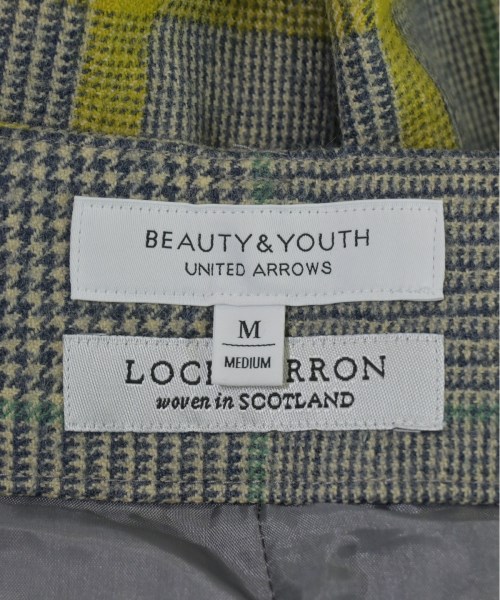 BEAUTY&YOUTH
UNITED ARROWS
M
MEDIUM
woven in SCOTLAND